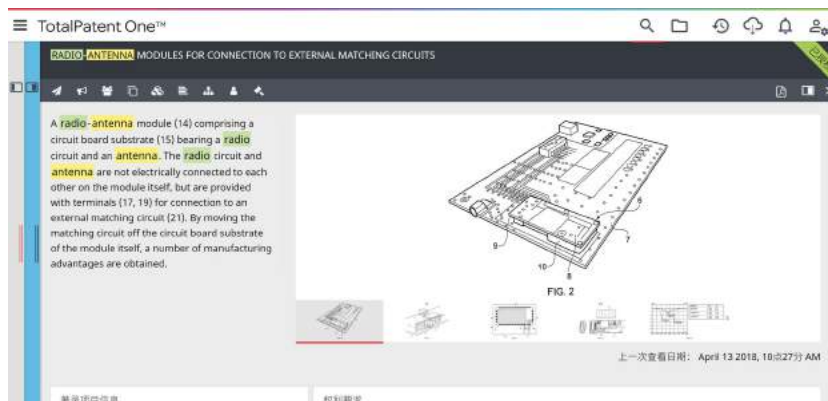 TotalPatent One™
RADIO-ANTENNA MODULES FOR CONNECTION TO EXTERNAL MATCHING CIRCUITS
A radio-antenna module (14) comprising a
circuit board substrate (15) bearing a radio
circuit and an antenna. The radio circuit and
antenna are not electrically connected to each
other on the module itself, but are provided
with terminals (17, 19) for connection to an
external matching circuit (21). By moving the
matching circuit off the circuit board substrate
of the module itself, a number of manufacturing
advantages are obtained.
6
7
9
10
8
FIG. 2
上一次查看日期: April 13 2018, 10点27分 AM